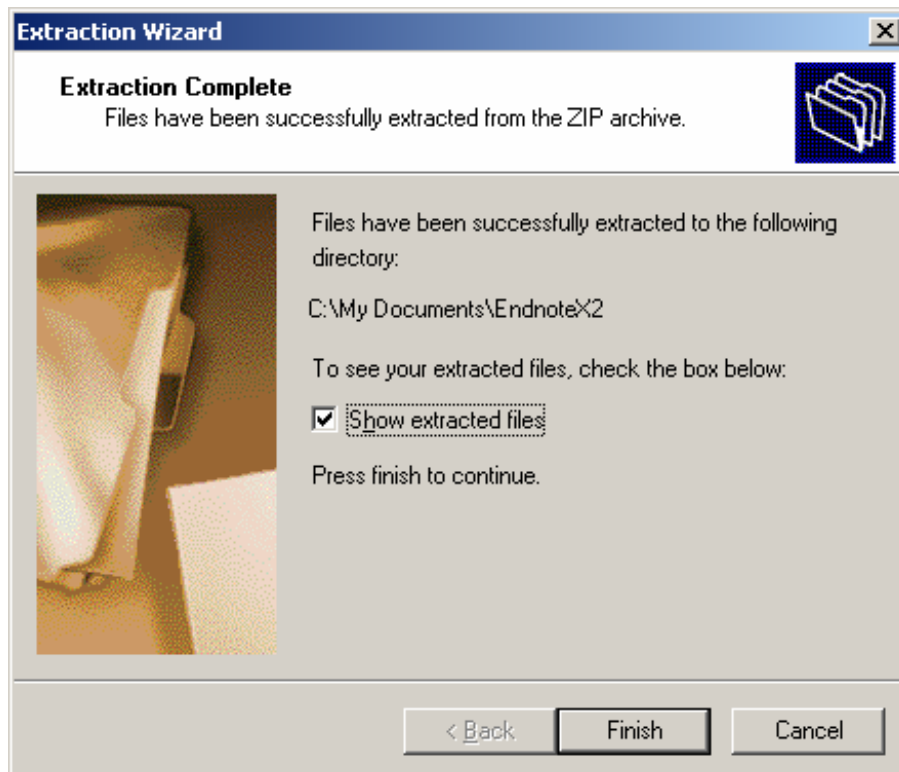 Extraction Wizard
Extraction Complete
Files have been successfully extracted from the ZIP archive.
Files have been successfully extracted to the following
directory:
C:\My Documents\EndnoteX2
To see your extracted files, check the box below:
Show extracted files
Press finish to continue.
< Back
Finish
Cancel